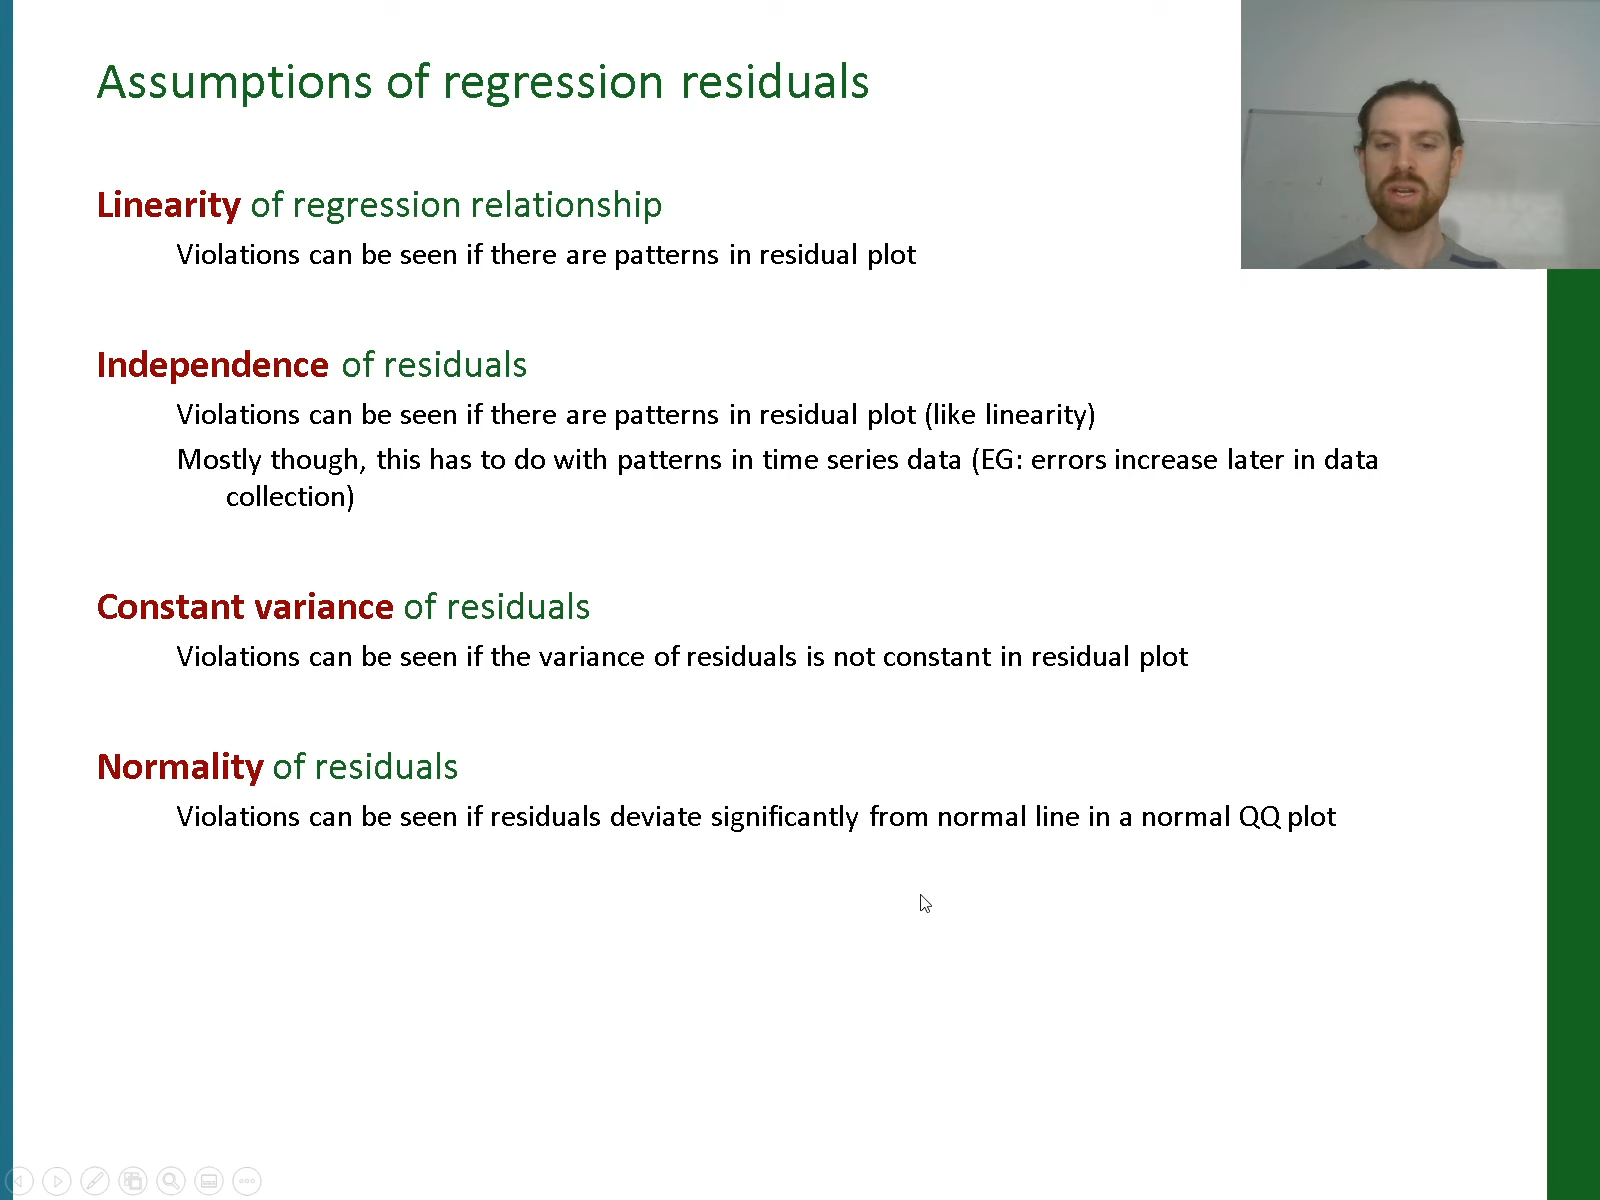 Assumptions of regression residuals
Linearity of regression relationship
Violations can be seen if there are patterns in residual plot
Independence of residuals
Violations can be seen if there are patterns in residual plot (like linearity)
Mostly though, this has to do with patterns in time series data (EG: errors increase later in data
collection)
Constant variance of residuals
Violations can be seen if the variance of residuals is not constant in residual plot
Normality of residuals
Violations can be seen if residuals deviate significantly from normal line in a normal QQ plot